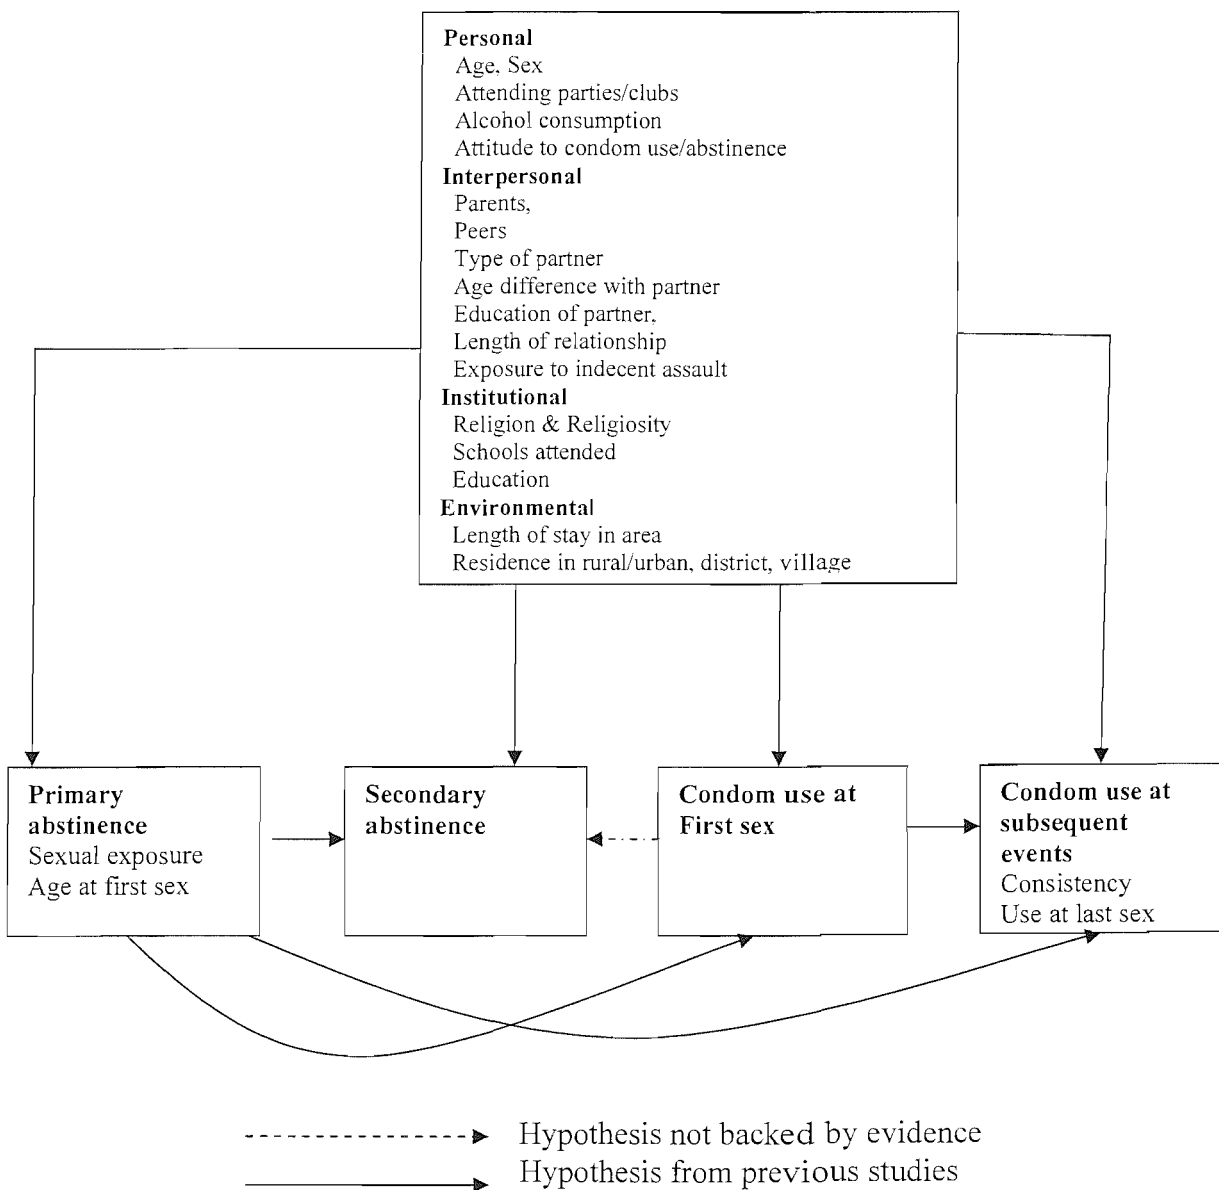 Personal
Age, Sex
Attending parties/clubs
Alcohol consumption
Attitude to condom use/abstinence
Interpersonal
Parents,
Peers
Type of partner
Age difference with partner
Education of partner,
Length of relationship
Exposure to indecent assault
Institutional
Religion & Religiosity
Schools attended
Education
Environmental
Length of stay in area
Residence in rural/urban, district, village
Primary
abstinence
Sexual exposure
Age at first sex
Secondary
abstinence
Condom use at
First sex
Condom use at
subsequent
events
Consistency
Use at last sex
Hypothesis not backed by evidence
Hypothesis from previous studies